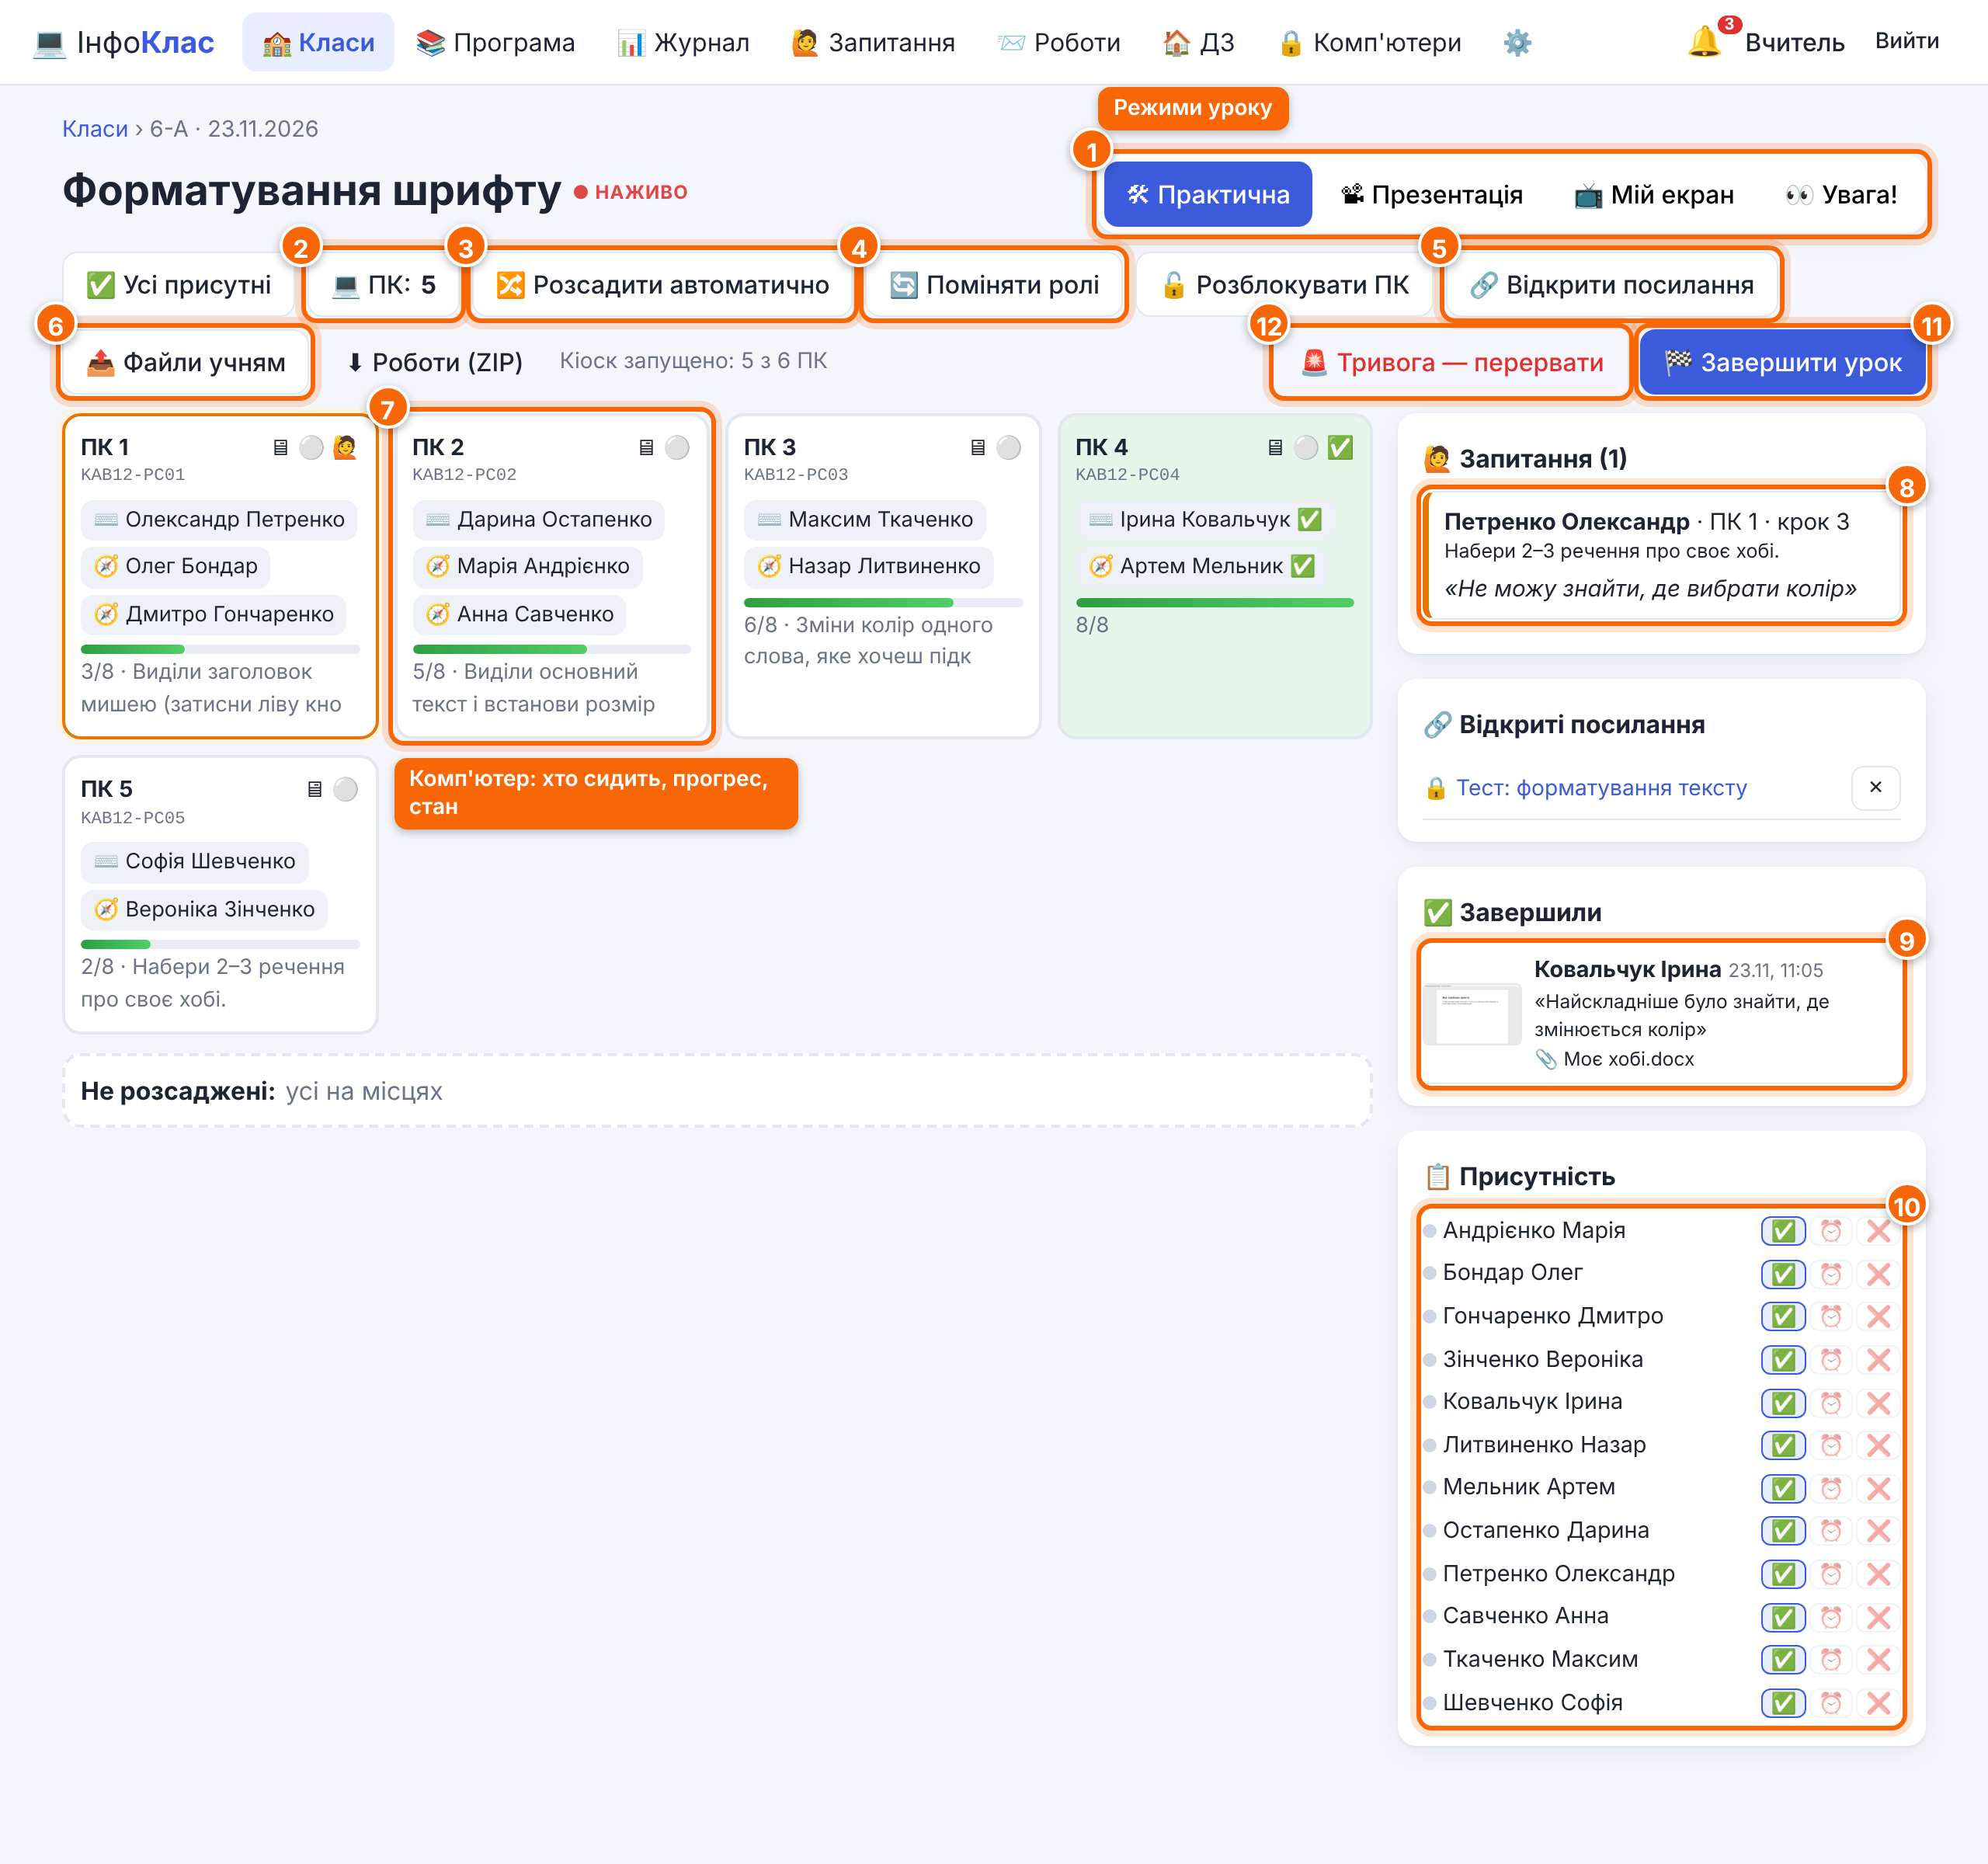 💻 ІнфоКлас 🏫 Класи 📚 Програма 📊 Журнал 🙋 Запитання 📨 Роботи 🏠 ДЗ 🔒 Комп'ютери ⚙️ 🔔 3 Вчитель Вийти
Режими уроку
Класи › 6-А · 23.11.2026
1
Форматування шрифту ● НАЖИВО
🛠 Практична 📽 Презентація 📺 Мій екран 👀 Увага!
2 3 4 5
✅ Усі присутні 💻 ПК: 5 🔀 Розсадити автоматично 🔄 Поміняти ролі 🔓 Розблокувати ПК 🔗 Відкрити посилання
6 12 11
📤 Файли учням ⬇ Роботи (ZIP) Кіоск запущено: 5 з 6 ПК 🚨 Тривога — перервати 🏁 Завершити урок
ПК 1
KAB12-PC01
Олександр Петренко
Олег Бондар
Дмитро Гончаренко
3/8 · Виділи заголовок
мишею (затисни ліву кно
7
ПК 2
KAB12-PC02
Дарина Остапенко
Марія Андрієнко
Анна Савченко
5/8 · Виділи основний
текст і встанови розмір
ПК 3
KAB12-PC03
Максим Ткаченко
Назар Литвиненко
6/8 · Зміни колір одного
слова, яке хочеш підк
ПК 4
KAB12-PC04
Ірина Ковальчук ✅
Артем Мельник ✅
8/8
ПК 5
KAB12-PC05
Софія Шевченко
Вероніка Зінченко
2/8 · Набери 2–3 речення
про своє хобі.
Комп'ютер: хто сидить, прогрес,
стан
Не розсаджені: усі на місцях
🙋 Запитання (1)
8
Петренко Олександр · ПК 1 · крок 3
Набери 2–3 речення про своє хобі.
«Не можу знайти, де вибрати колір»
🔗 Відкриті посилання
🔒 Тест: форматування тексту ✕
✅ Завершили
9
Ковальчук Ірина 23.11, 11:05
«Найскладніше було знайти, де
змінюється колір»
📎 Моє хобі.docx
📋 Присутність
10
Андрієнко Марія
Бондар Олег
Гончаренко Дмитро
Зінченко Вероніка
Ковальчук Ірина
Литвиненко Назар
Мельник Артем
Остапенко Дарина
Петренко Олександр
Савченко Анна
Ткаченко Максим
Шевченко Софія